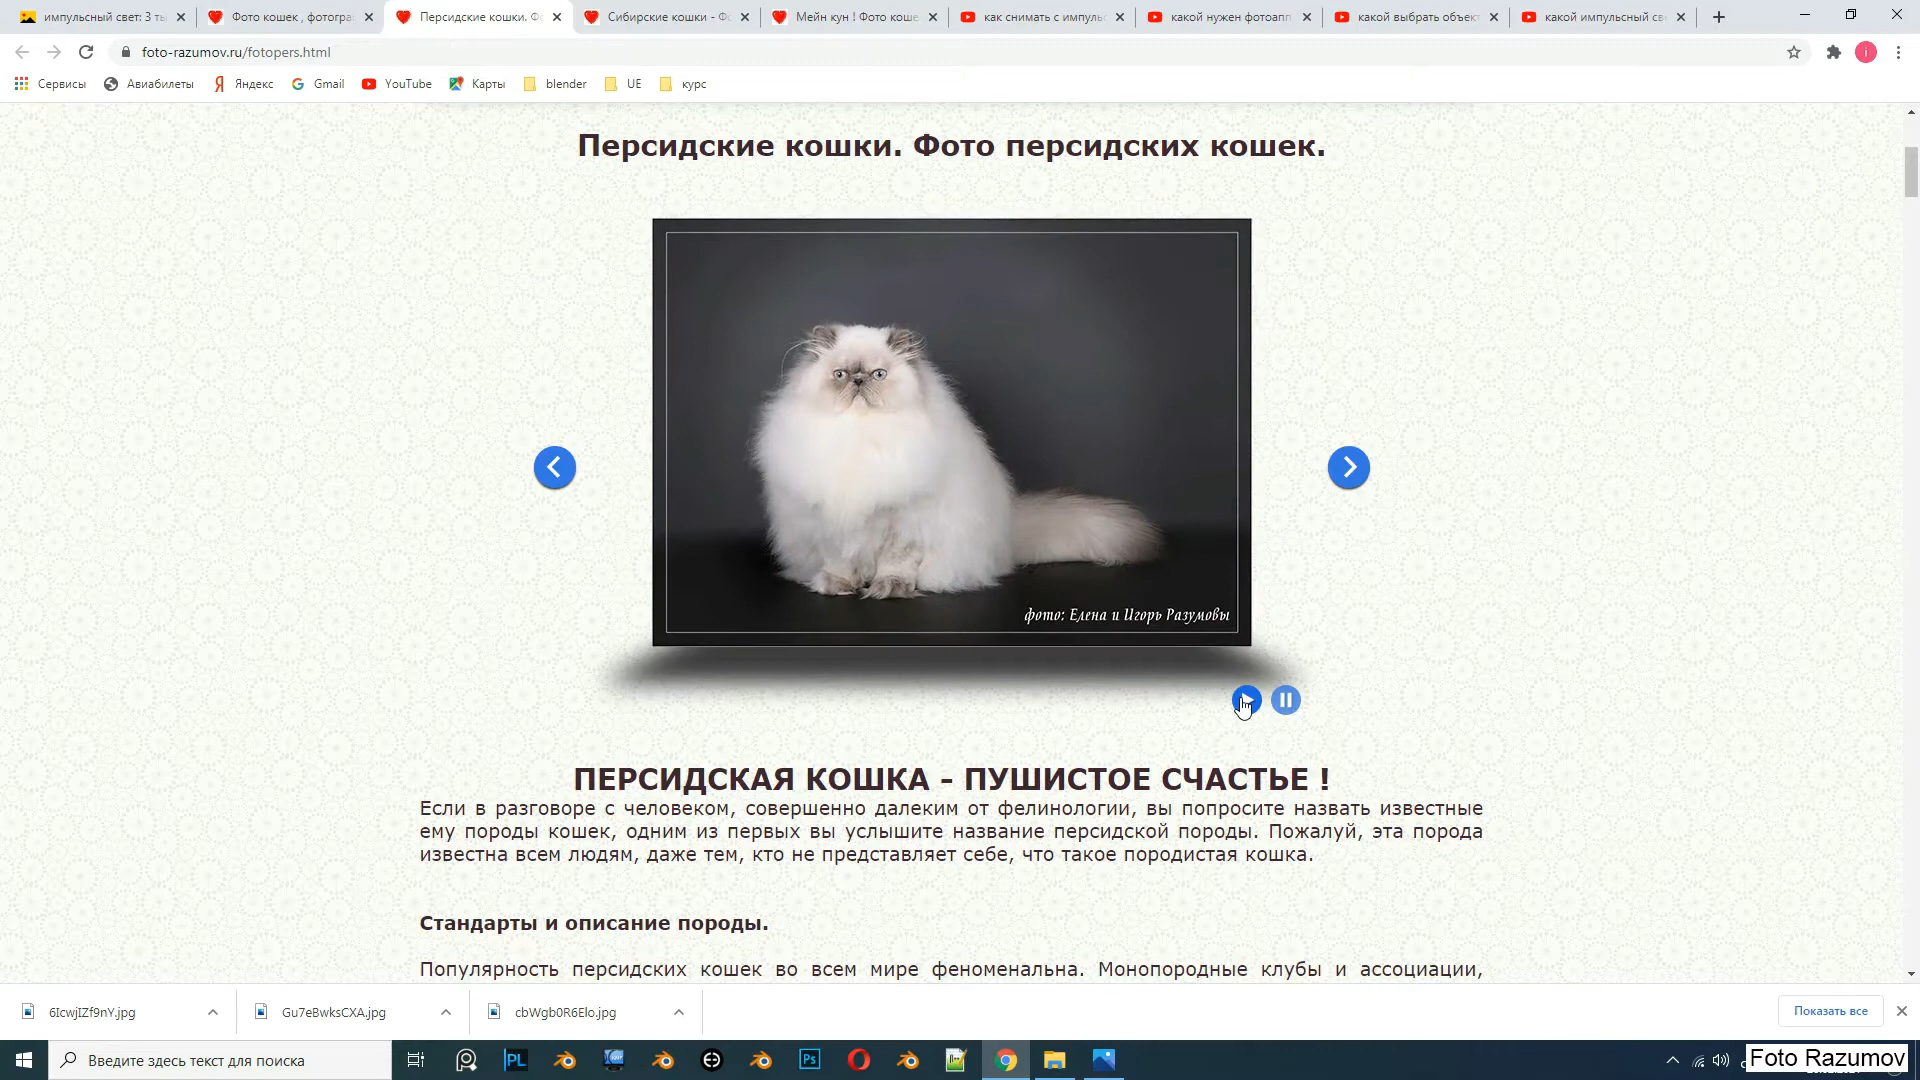 импульсный свет: 3 ты
Фото кошек , фотогра
Персидские кошки. Фо
Сибирские кошки - Фо
Мейн кун ! Фото коше
как снимать с импуль
какой нужен фотоапп
какой выбрать объек
какой импульсный св
foto-razumov.ru/fotopers.html
i
Сервисы
Авиабилеты
Яндекс
Gmail
YouTube
Карты
blender
UE
курс
Персидские кошки. Фото персидских кошек.
фото: Елена и Игорь Разумовы
ПЕРСИДСКАЯ КОШКА – ПУШИСТОЕ СЧАСТЬЕ !
Если в разговоре с человеком, совершенно далеким от фелинологии, вы попросите назвать известные
ему породы кошек, одним из первых вы услышите название персидской породы. Пожалуй, эта порода
известна всем людям, даже тем, кто не представляет себе, что такое породистая кошка.
Стандарты и описание породы.
Популярность персидских кошек во всем мире феноменальна. Монопородные клубы и ассоциации,
6IcwjIZf9nY.jpg
Gu7eBwksCXA.jpg
cbWgb0R6Elo.jpg
Показать все
Введите здесь текст для поиска
PL
Ps
Foto Razumov